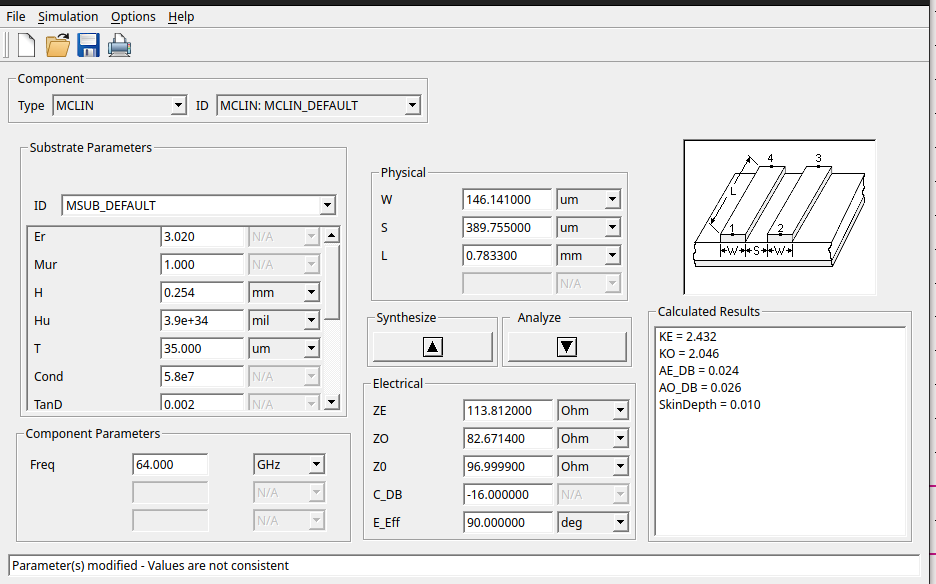 File Simulation Options Help
Component
Type MCLIN ID MCLIN: MCLIN_DEFAULT
Substrate Parameters
ID MSUB_DEFAULT
Er 3.020 N/A
Mur 1.000 N/A
H 0.254 mm
Hu 3.9e+34 mil
T 35.000 um
Cond 5.8e7 N/A
TanD 0.002 N/A
Component Parameters
Freq 64.000 GHz
N/A
N/A
Physical
W 146.141000 um
S 389.755000 um
L 0.783300 mm
N/A
Synthesize Analyze
Electrical
ZE 113.812000 Ohm
ZO 82.671400 Ohm
Z0 96.999900 Ohm
C_DB -16.000000 N/A
E_Eff 90.000000 deg
4 3
L
1 2
W S W
Calculated Results
KE = 2.432
KO = 2.046
AE_DB = 0.024
AO_DB = 0.026
SkinDepth = 0.010
Parameter(s) modified - Values are not consistent